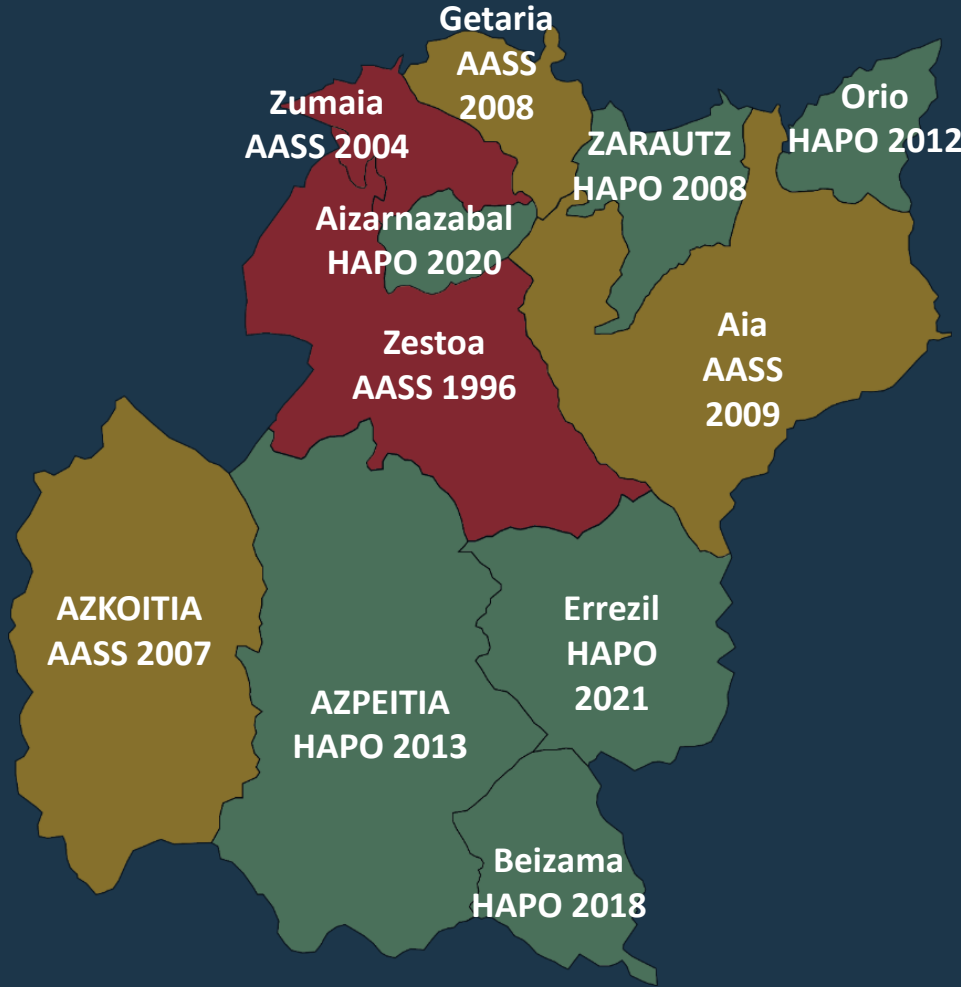 Getaria
AASS
2008
Zumaia
AASS 2004
ZARAUTZ
HAPO 2008
Orio
HAPO 2012
Aizarnazabal
HAPO 2020
Zestoa
AASS 1996
Aia
AASS
2009
AZKOITIA
AASS 2007
AZPEITIA
HAPO 2013
Errezil
HAPO
2021
Beizama
HAPO 2018